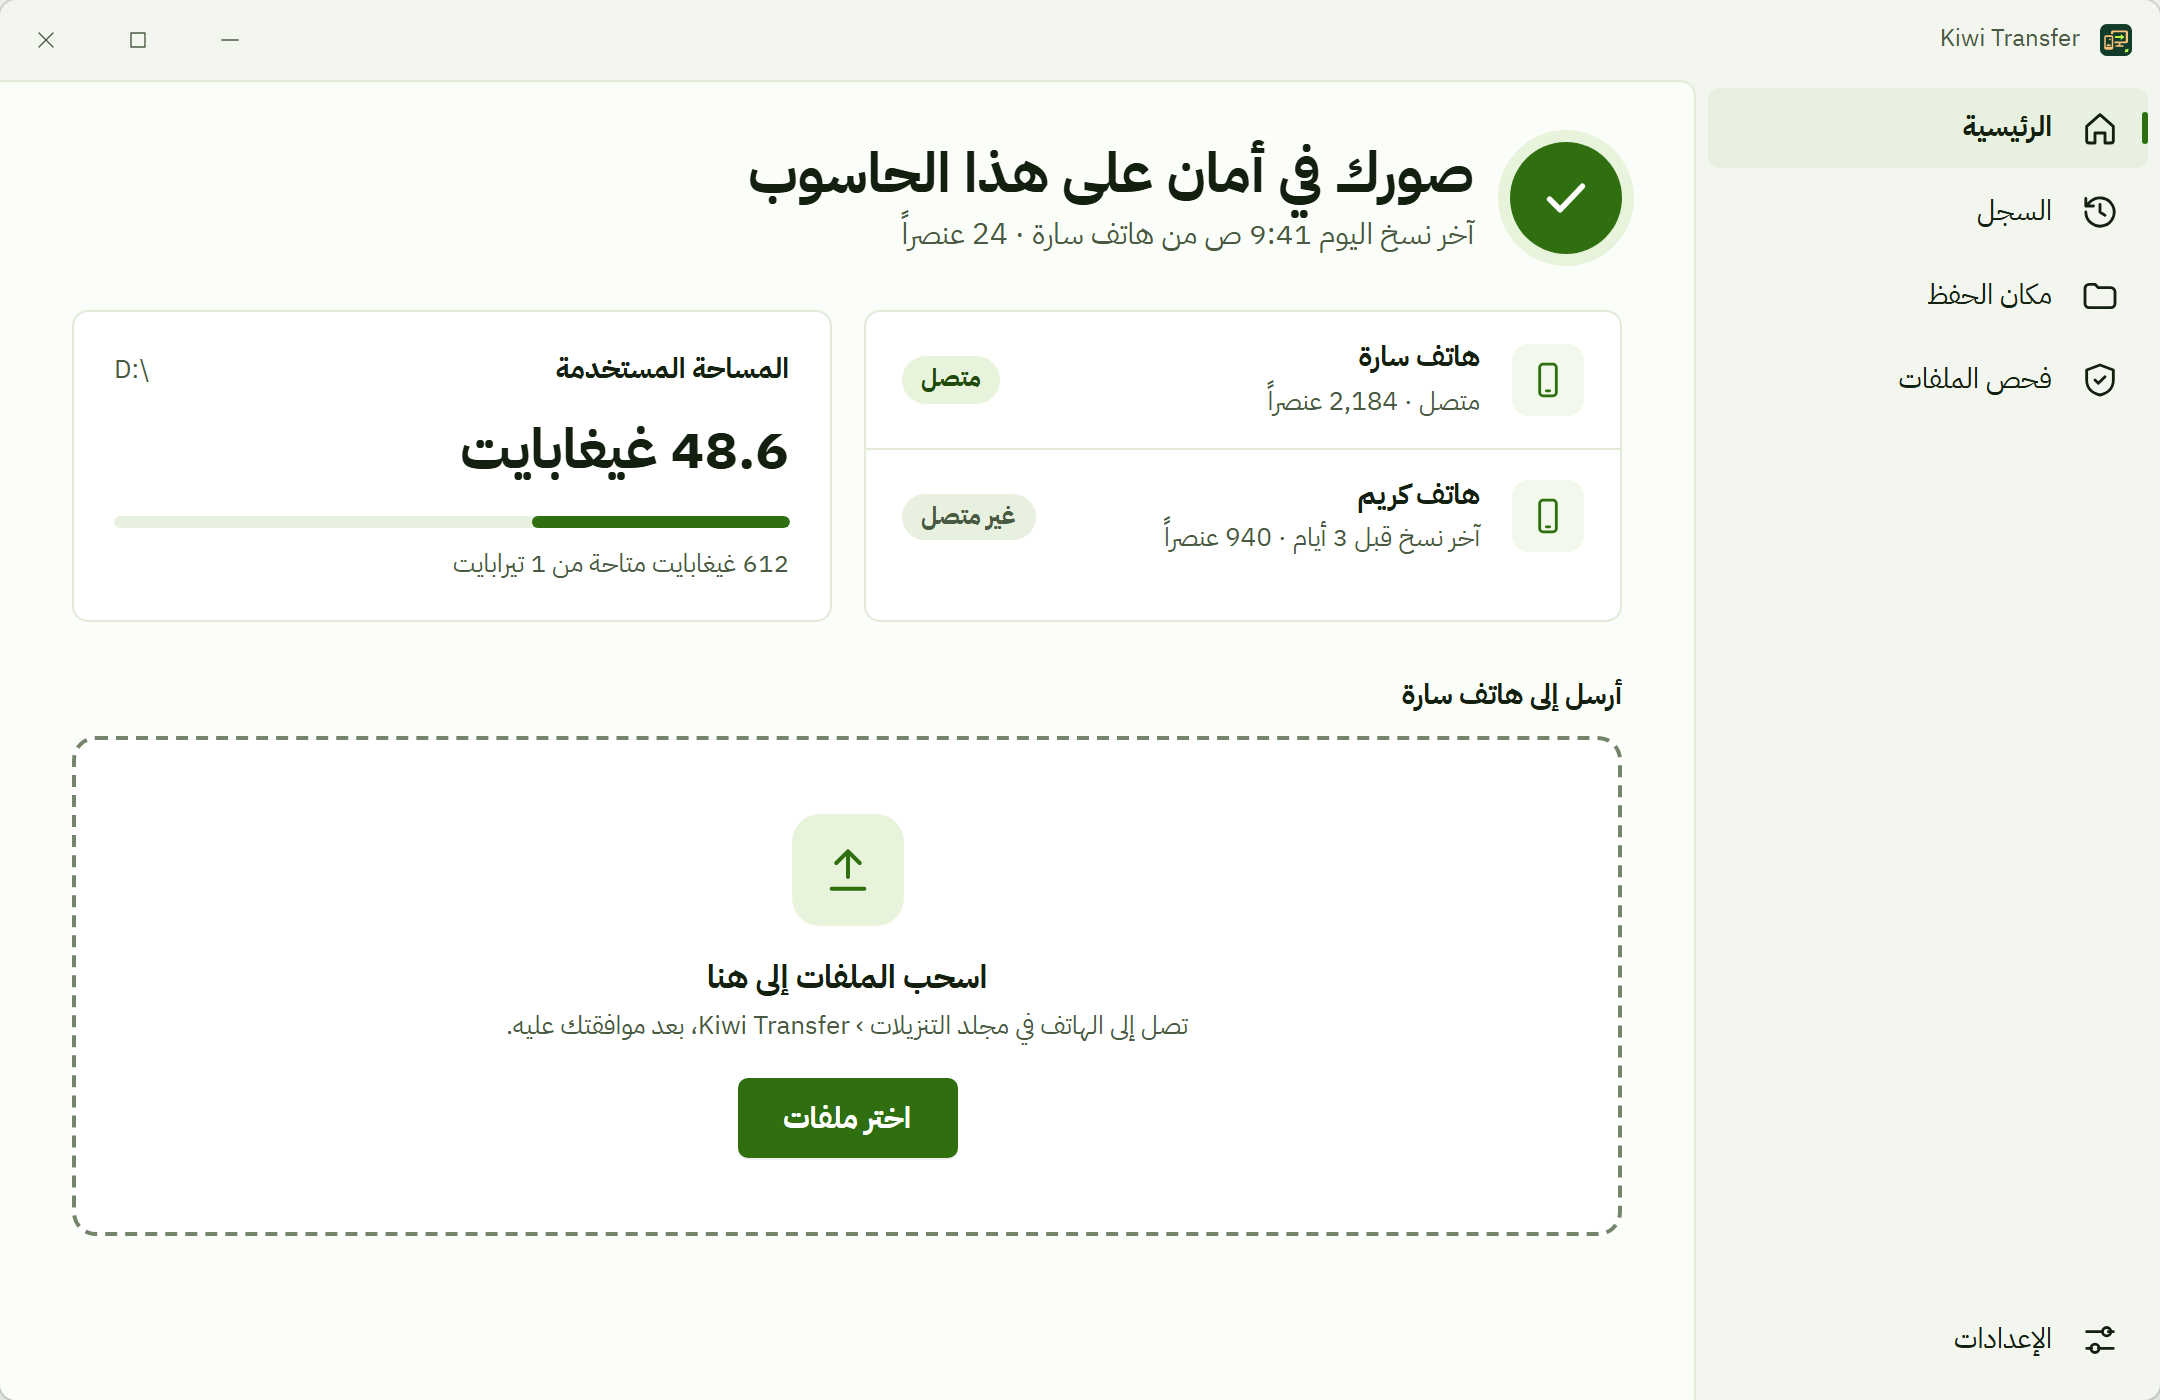 Kiwi Transfer
الرئيسية
السجل
مكان الحفظ
فحص الملفات
الإعدادات
صورك في أمان على هذا الحاسوب
آخر نسخ اليوم 9:41 ص من هاتف سارة · 24 عنصراً
هاتف سارة
متصل · 2,184 عنصراً
متصل
هاتف كريم
آخر نسخ قبل 3 أيام · 940 عنصراً
غير متصل
المساحة المستخدمة
D:\
48.6 غيغابايت
612 غيغابايت متاحة من 1 تيرابايت
أرسل إلى هاتف سارة
اسحب الملفات إلى هنا
تصل إلى الهاتف في مجلد التنزيلات › Kiwi Transfer، بعد موافقتك عليه.
اختر ملفات